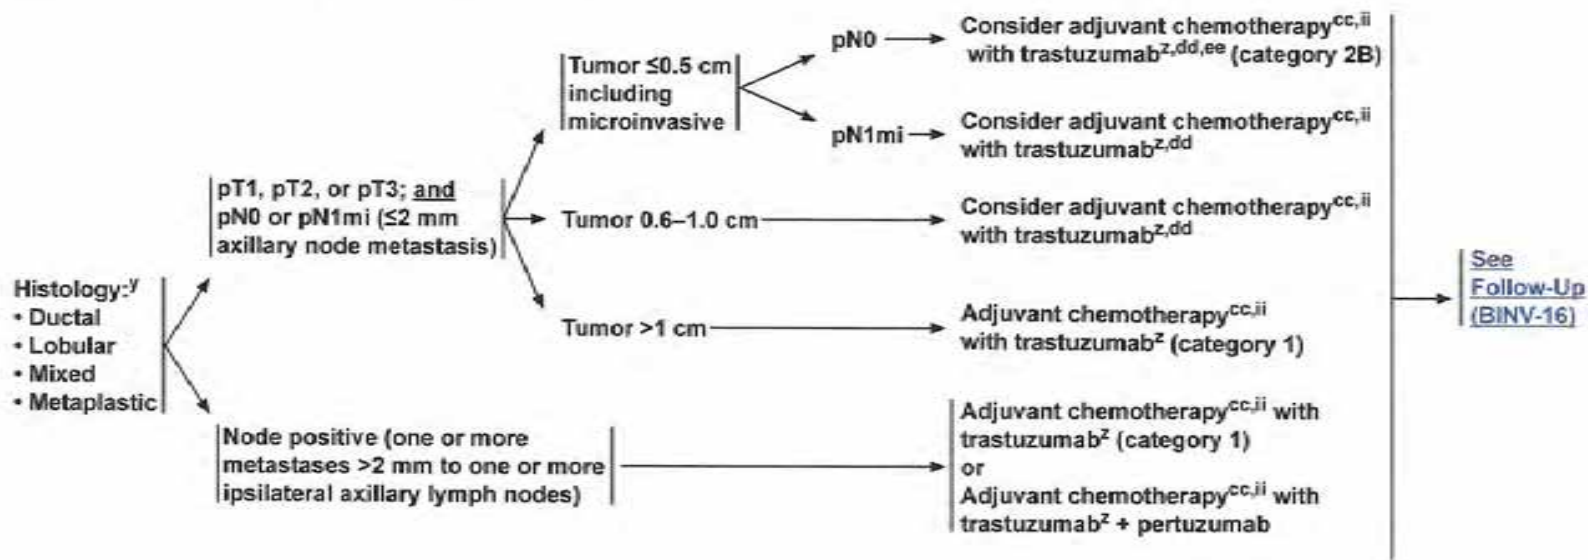 Histology:y
• Ductal
• Lobular
• Mixed
• Metaplastic
pT1, pT2, or pT3; and
pN0 or pN1mi (≤2 mm
axillary node metastasis)
Tumor ≤0.5 cm
including
microinvasive
pN0
Consider adjuvant chemotherapycc,ii
with trastuzumabz,dd,ee (category 2B)
pN1mi
Consider adjuvant chemotherapycc,ii
with trastuzumabz,dd
Tumor 0.6–1.0 cm
Consider adjuvant chemotherapycc,ii
with trastuzumabz,dd
Tumor >1 cm
Adjuvant chemotherapycc,ii
with trastuzumabz (category 1)
Node positive (one or more
metastases >2 mm to one or more
ipsilateral axillary lymph nodes)
Adjuvant chemotherapycc,ii with
trastuzumabz (category 1)
or
Adjuvant chemotherapycc,ii with
trastuzumabz + pertuzumab
See
Follow-Up
(BINV-16)